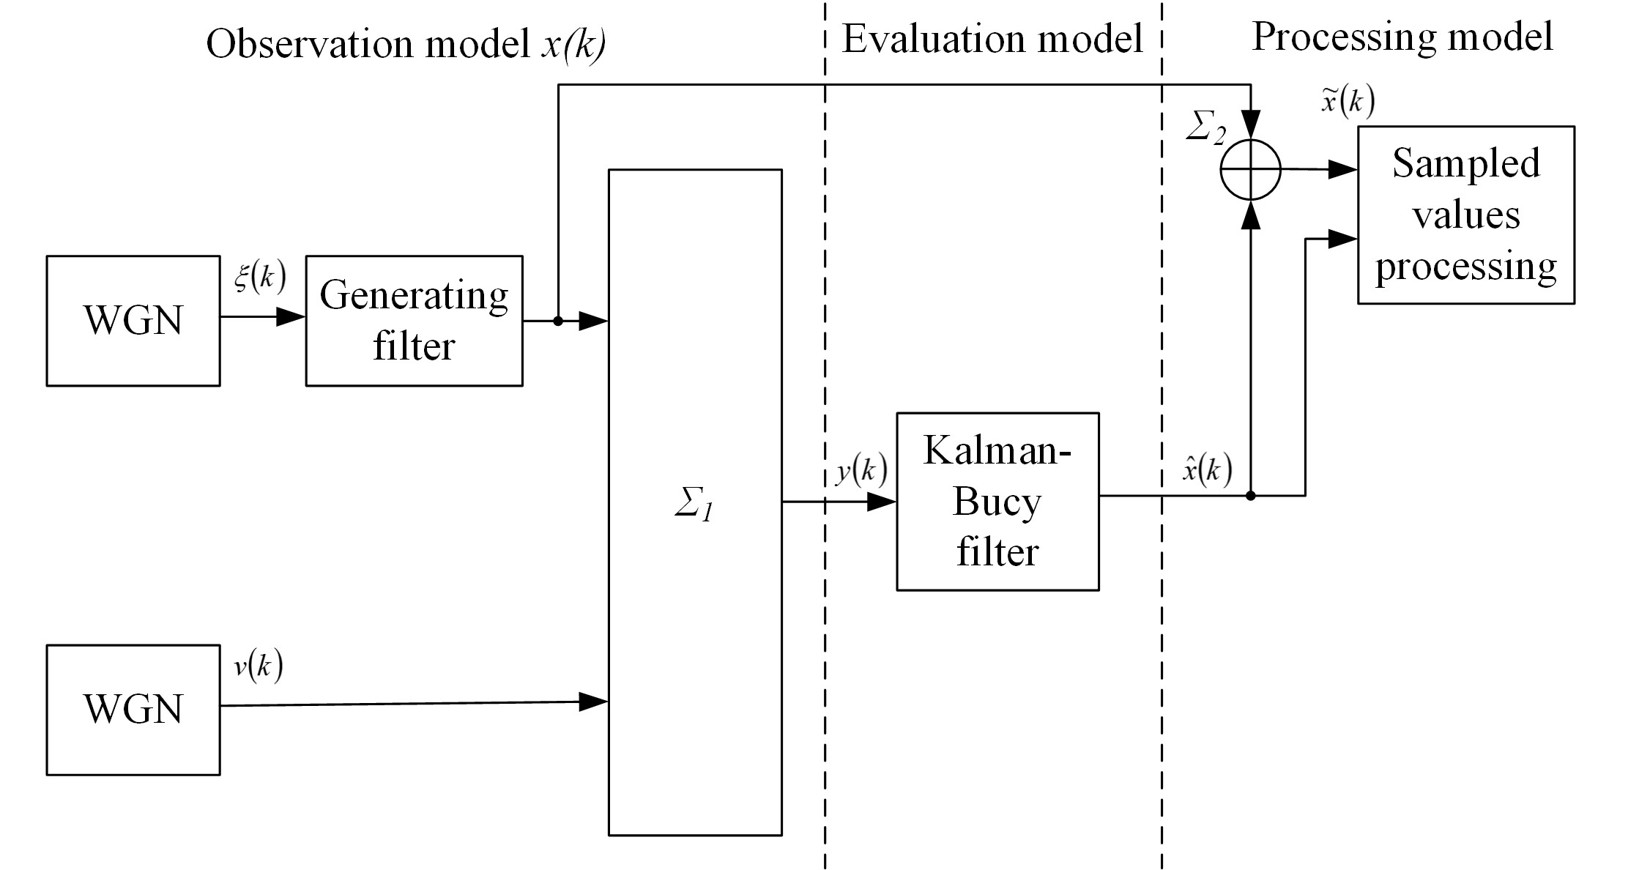 Observation model x(k)
Evaluation model
Processing model
x̃(k)
Σ2
Sampled
values
processing
WGN
ξ(k)
Generating
filter
Σ1
y(k)
Kalman-
Bucy
filter
x̂(k)
WGN
v(k)